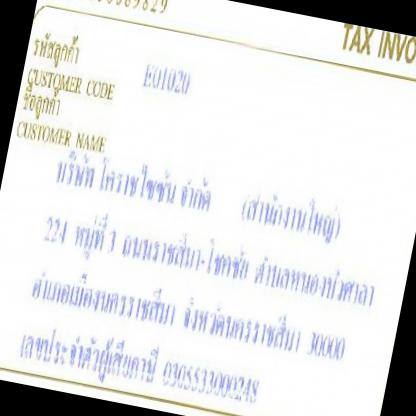 TAX INVO
รหัสลูกค้า
CUSTOMER CODE E01020
ชื่อลูกค้า
CUSTOMER NAME
บริษัท โคราชไซซัน จำกัด (สำนักงานใหญ่)
224 หมู่ที่ 3 ถนนราชสีมา-โชคชัย ตำบลหนองบัวศาลา
อำเภอเมืองนครราชสีมา จังหวัดนครราชสีมา 30000
เลขประจำตัวผู้เสียภาษี 0305533000248